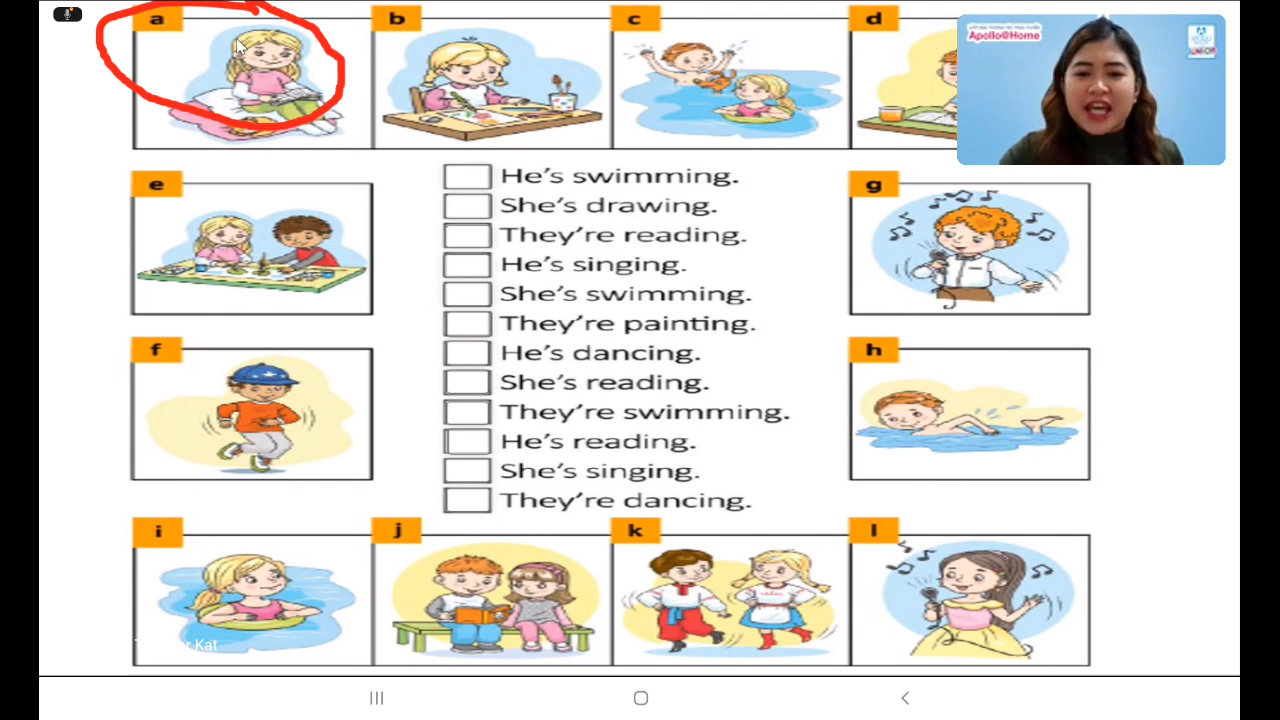 a
b
c
d
Apollo@Home
e
g
He's swimming.
She's drawing.
They're reading.
He's singing.
She's swimming.
They're painting.
He's dancing.
She's reading.
They're swimming.
He's reading.
She's singing.
They're dancing.
f
h
i
j
k
l
Kat